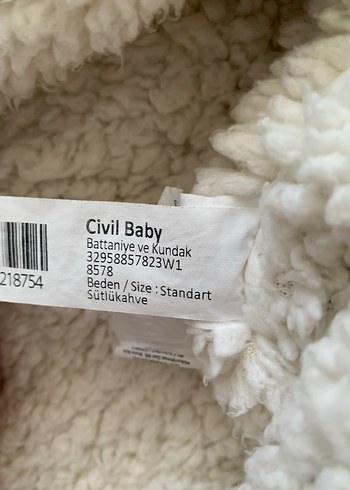 Civil Baby
Battaniye ve Kundak
32958857823W1
8578
Beden / Size : Standart
Sütlükahve
218754